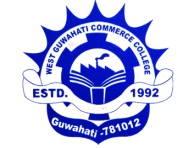 WEST GUWAHATI COMMERCE COLLEGE
ESTD. 1992
Guwahati -781012